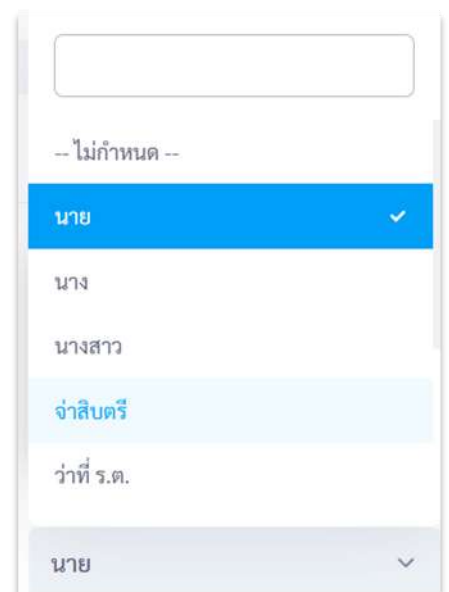 -- ไม่กำหนด --
นาย
นาง
นางสาว
จ่าสิบตรี
ว่าที่ ร.ต.
นาย